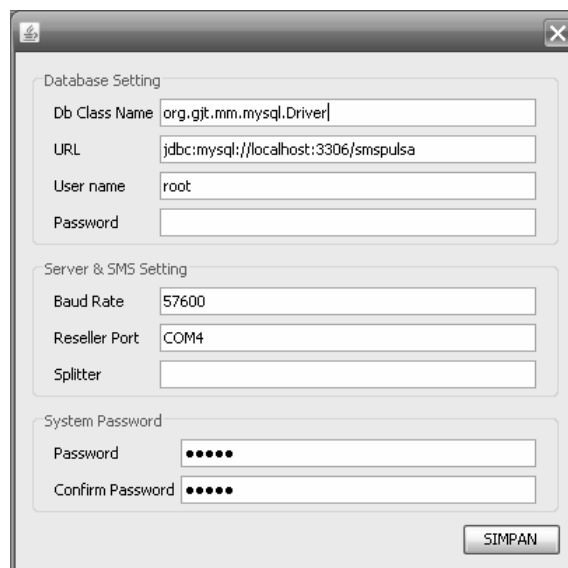 Database Setting
Db Class Name org.gjt.mm.mysql.Driver
URL jdbc:mysql://localhost:3306/smspulsa
User name root
Password
Server & SMS Setting
Baud Rate 57600
Reseller Port COM4
Splitter
System Password
Password •••••
Confirm Password •••••
SIMPAN